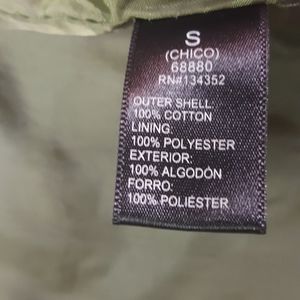 S
(CHICO)
68880
RN#134352
OUTER SHELL:
100% COTTON
LINING:
100% POLYESTER
EXTERIOR:
100% ALGODÓN
FORRO:
100% POLIÉSTER